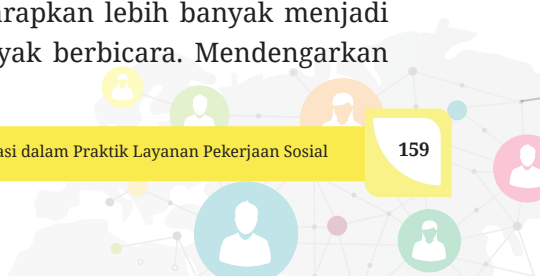 arapkan lebih banyak menjadi
yak berbicara. Mendengarkan
asi dalam Praktik Layanan Pekerjaan Sosial
159